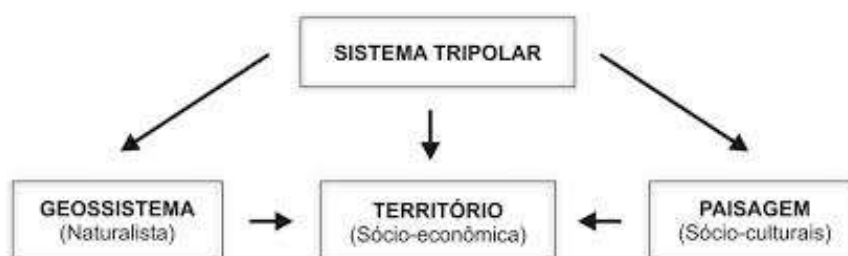 SISTEMA TRIPOLAR
GEOSSISTEMA
(Naturalista)
TERRITÓRIO
(Sócio-econômica)
PAISAGEM
(Sócio-culturais)